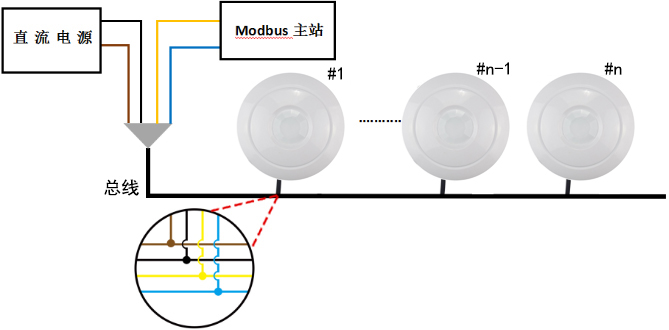 直流电源
Modbus 主站
#1
#n-1
#n
...........
总线